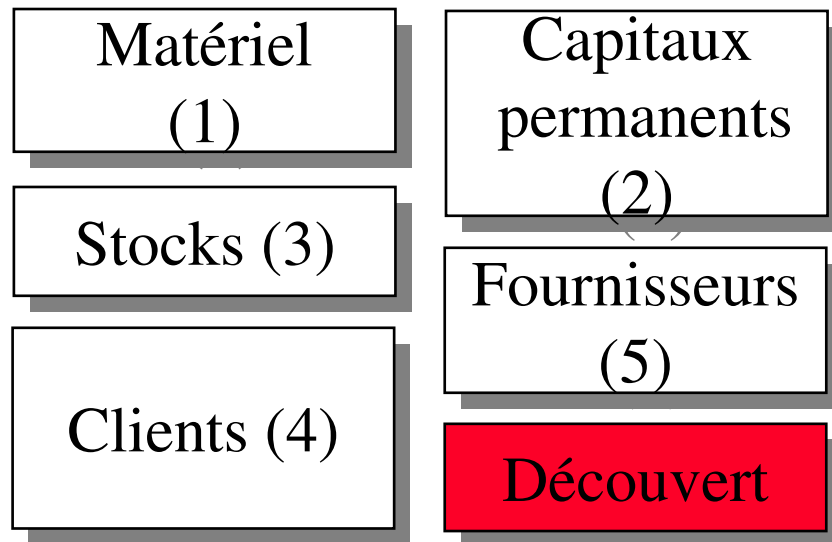 Matériel
(1)
Stocks (3)
Clients (4)
Capitaux
permanents
(2)
Fournisseurs
(5)
Découvert